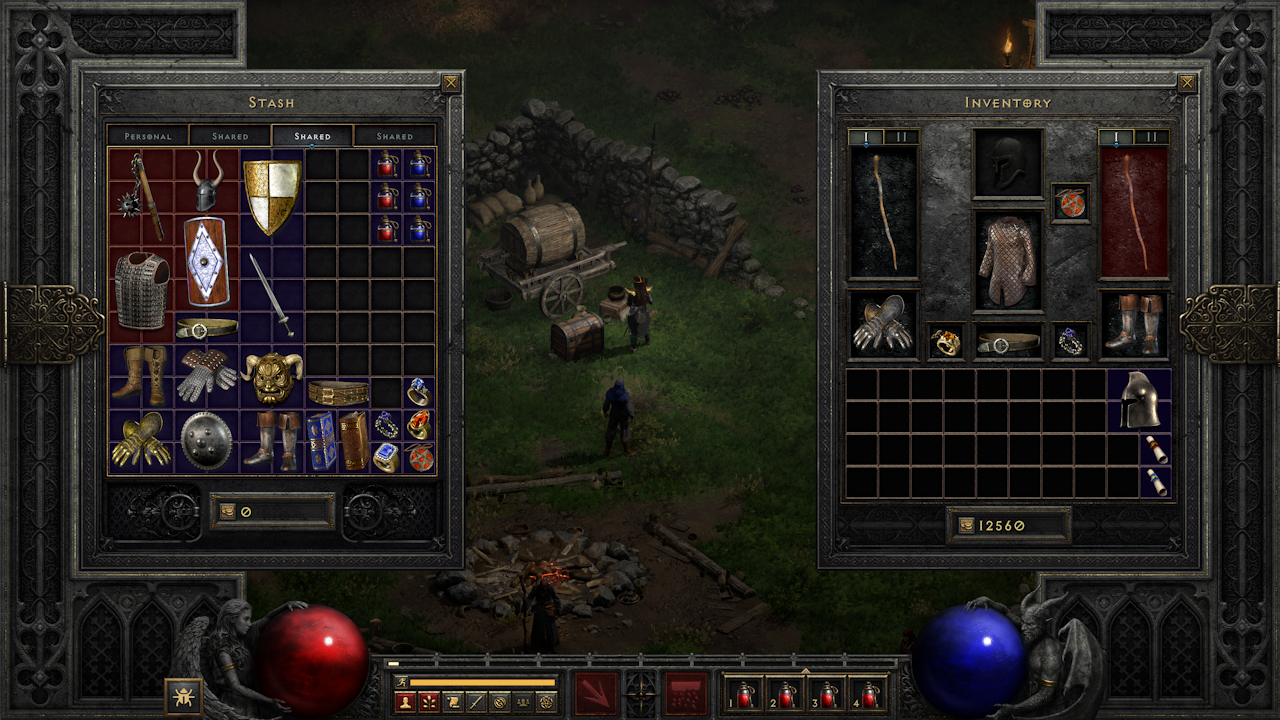 STASH
INVENTORY
PERSONAL SHARED SHARED SHARED
I II
I II
0
12560
1 2 3 4